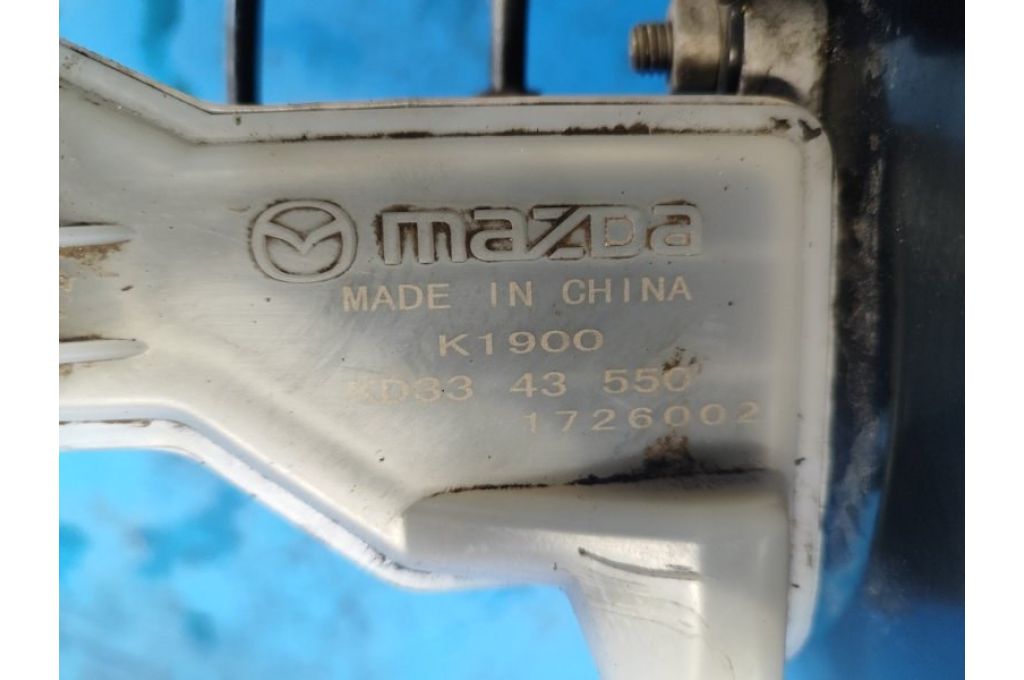 mazda
MADE IN CHINA
K1900
KD33 43 550
1726002